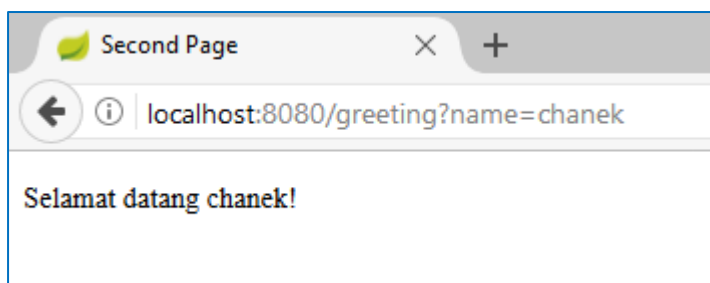 Second Page
localhost:8080/greeting?name=chanek
Selamat datang chanek!